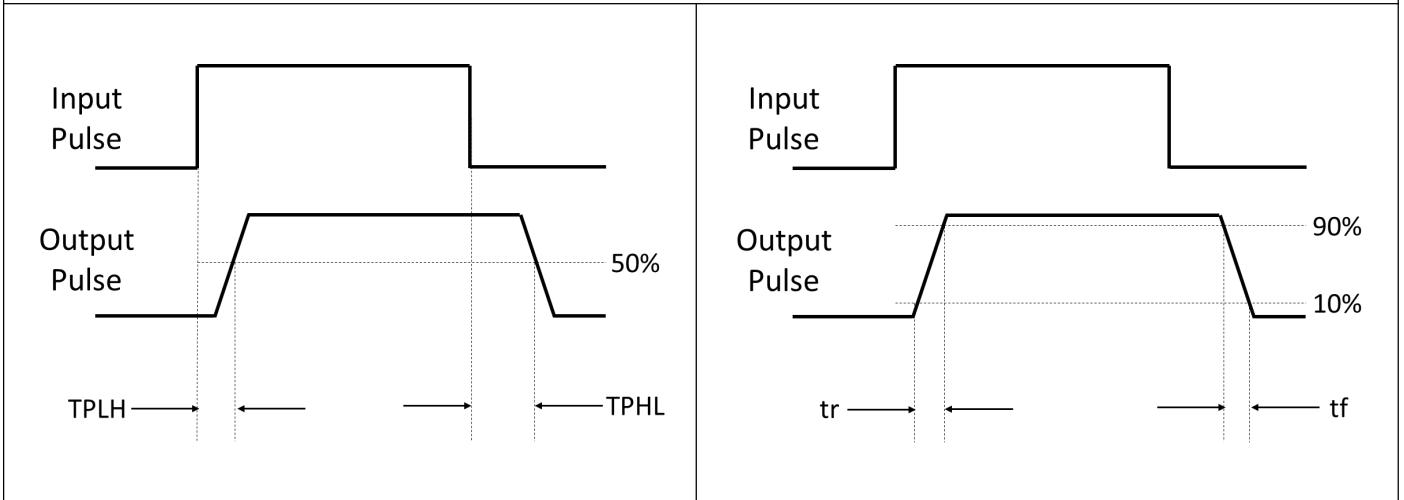 Input
Pulse
Output
Pulse
50%
TPLH
TPHL
Input
Pulse
Output
Pulse
90%
10%
tr
tf